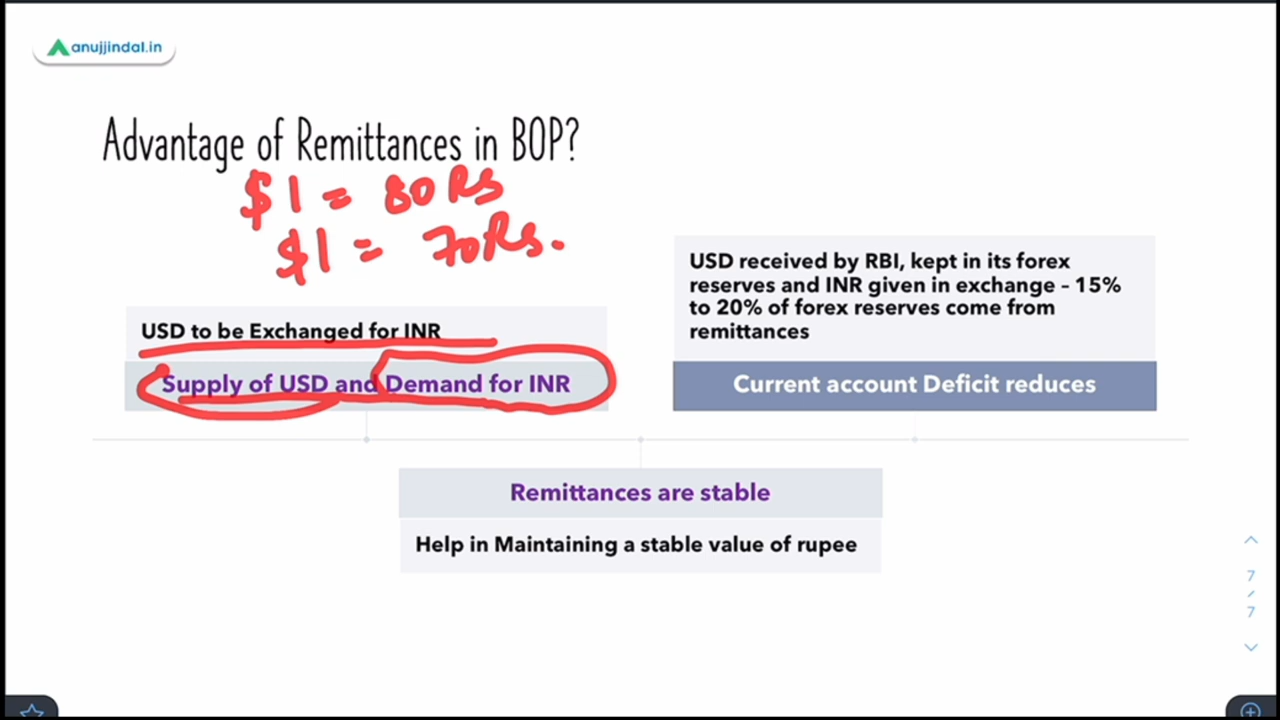 anujjindal.in
Advantage of Remittances in BOP?
$1 = 80 Rs
$1 = 70 Rs.
USD to be Exchanged for INR
Supply of USD and Demand for INR
USD received by RBI, kept in its forex
reserves and INR given in exchange – 15%
to 20% of forex reserves come from
remittances
Current account Deficit reduces
Remittances are stable
Help in Maintaining a stable value of rupee
7
/
7